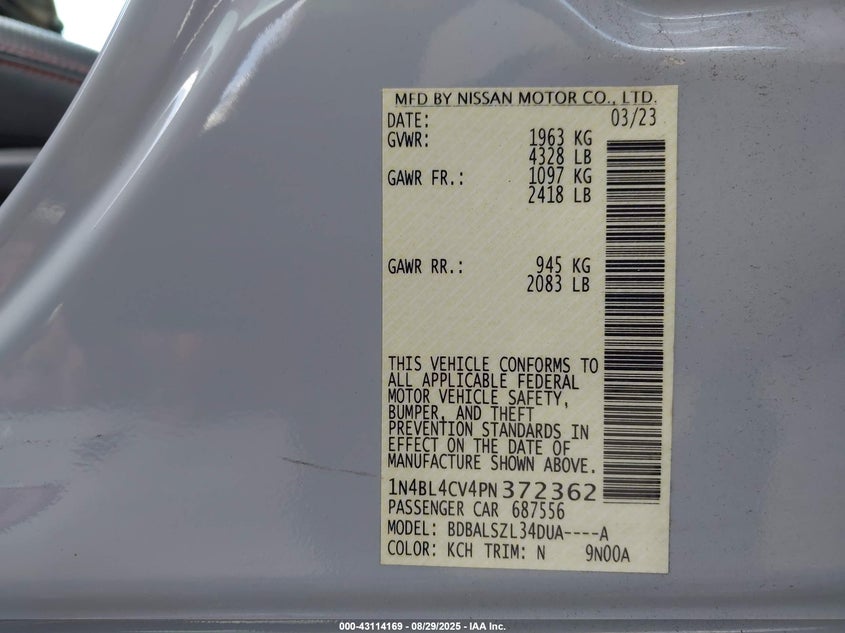 MFD BY NISSAN MOTOR CO., LTD.
DATE: 03/23
GVWR: 1963 KG
4328 LB
GAWR FR.: 1097 KG
2418 LB
GAWR RR.: 945 KG
2083 LB
THIS VEHICLE CONFORMS TO
ALL APPLICABLE FEDERAL
MOTOR VEHICLE SAFETY,
BUMPER, AND THEFT
PREVENTION STANDARDS IN
EFFECT ON THE DATE OF
MANUFACTURE SHOWN ABOVE.
1N4BL4CV4PN372362
PASSENGER CAR 687556
MODEL: BDBALSZL34DUA----A
COLOR: KCH TRIM: N 9N00A
000-43114169 - 08/29/2025 - IAA Inc.